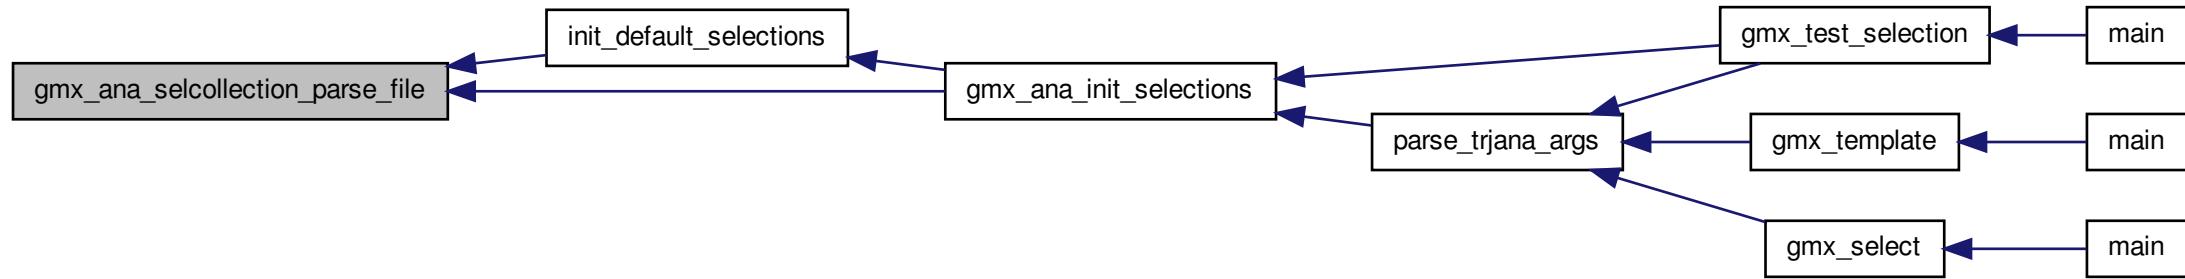 gmx_ana_selcollection_parse_file
init_default_selections
gmx_ana_init_selections
gmx_test_selection
main
parse_trjana_args
gmx_template
main
gmx_select
main